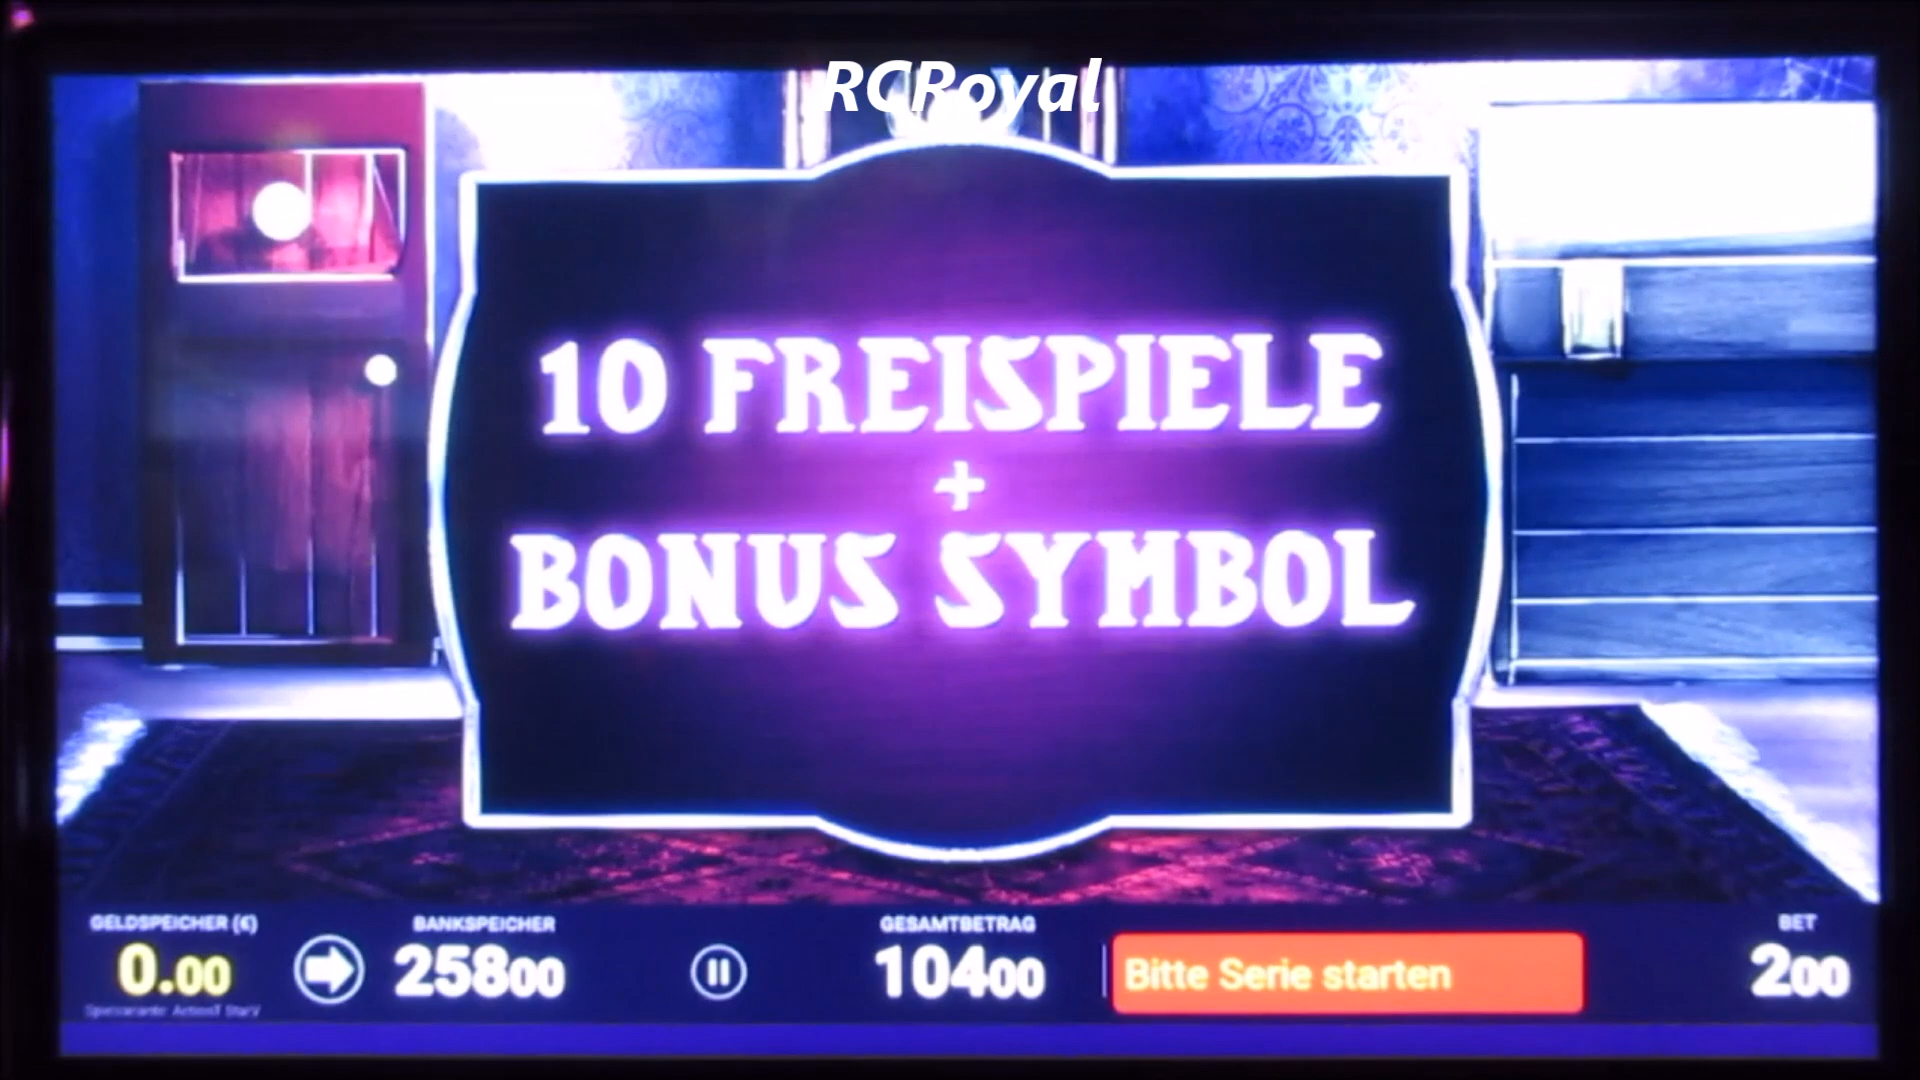 RCRoyal
10 FREISPIELE
+
BONUS SYMBOL
GELDSPEICHER (€) BANKSPEICHER GESAMTBETRAG BET
0.00 25800 10400 Bitte Serie starten 200